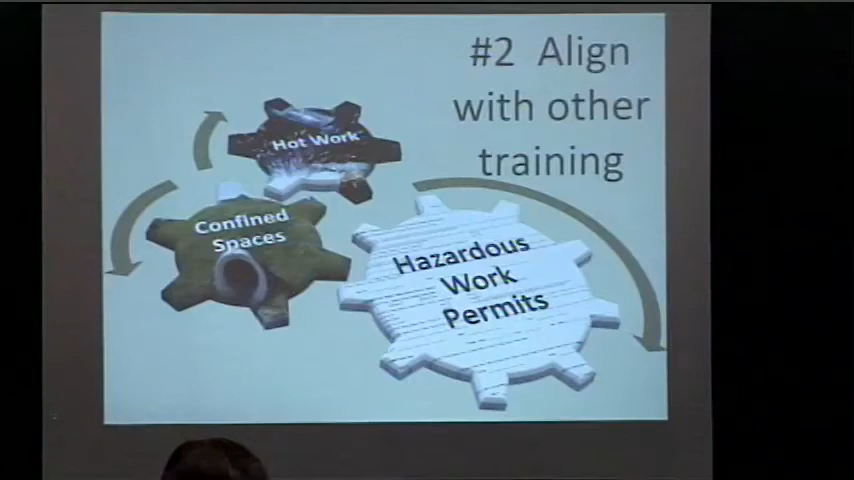 #2 Align
with other
training
Hot Work
Confined
Spaces
Hazardous
Work
Permits